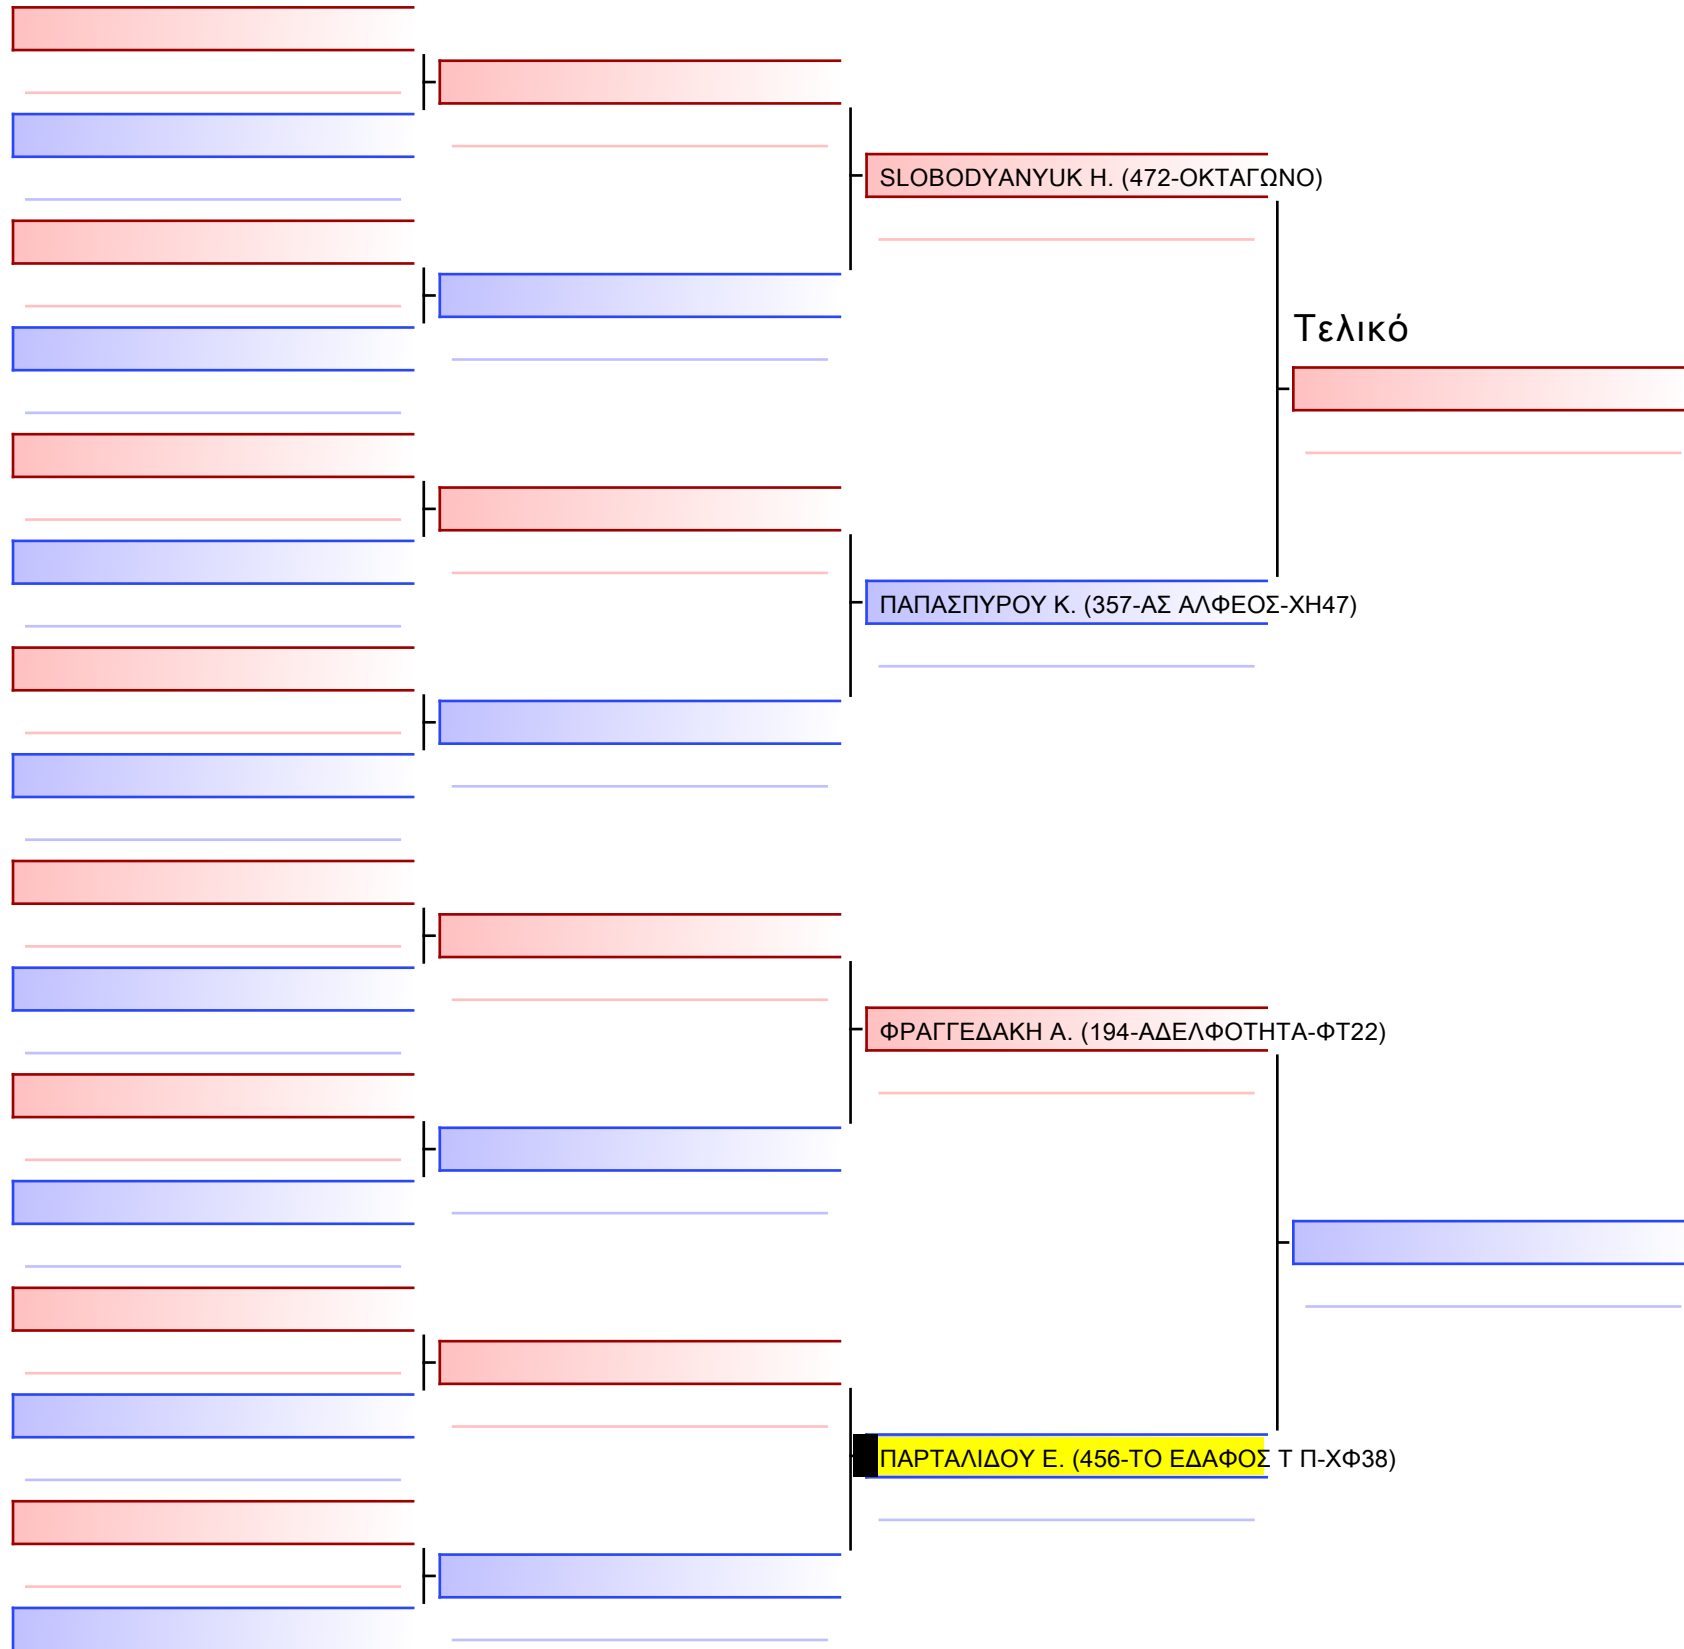 SLOBODYANYUK H. (472-ΟΚΤΑΓΩΝΟ)
Τελικό
ΠΑΠΑΣΠΥΡΟΥ Κ. (357-ΑΣ ΑΛΦΕΟΣ-ΧΗ47)
ΦΡΑΓΓΕΔΑΚΗ Α. (194-ΑΔΕΛΦΟΤΗΤΑ-ΦΤ22)
ΠΑΡΤΑΛΙΔΟΥ Ε. (456-ΤΟ ΕΔΑΦΟΣ Τ Π-ΧΦ38)